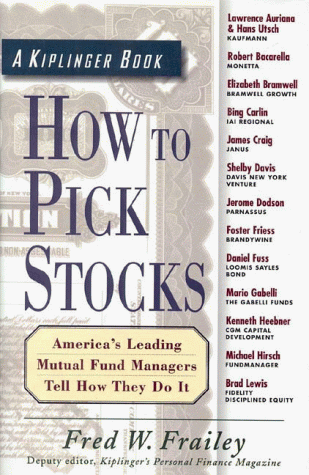 A KIPLINGER BOOK
HOW TO
PICK
STOCKS
America's Leading
Mutual Fund Managers
Tell How They Do It
Fred W. Frailey
Deputy editor, Kiplinger's Personal Finance Magazine
Lawrence Auriana
& Hans Utsch
KAUFMANN
Robert Bacarella
MONETTA
Elizabeth Bramwell
BRAMWELL GROWTH
Bing Carlin
IAI REGIONAL
James Craig
JANUS
Shelby Davis
DAVIS NEW YORK
VENTURE
Jerome Dodson
PARNASSUS
Foster Friess
BRANDYWINE
Daniel Fuss
LOOMIS SAYLES
BOND
Mario Gabelli
THE GABELLI FUNDS
Kenneth Heebner
CGM CAPITAL
DEVELOPMENT
Michael Hirsch
FUNDMANAGER
Brad Lewis
FIDELITY
DISCIPLINED EQUITY